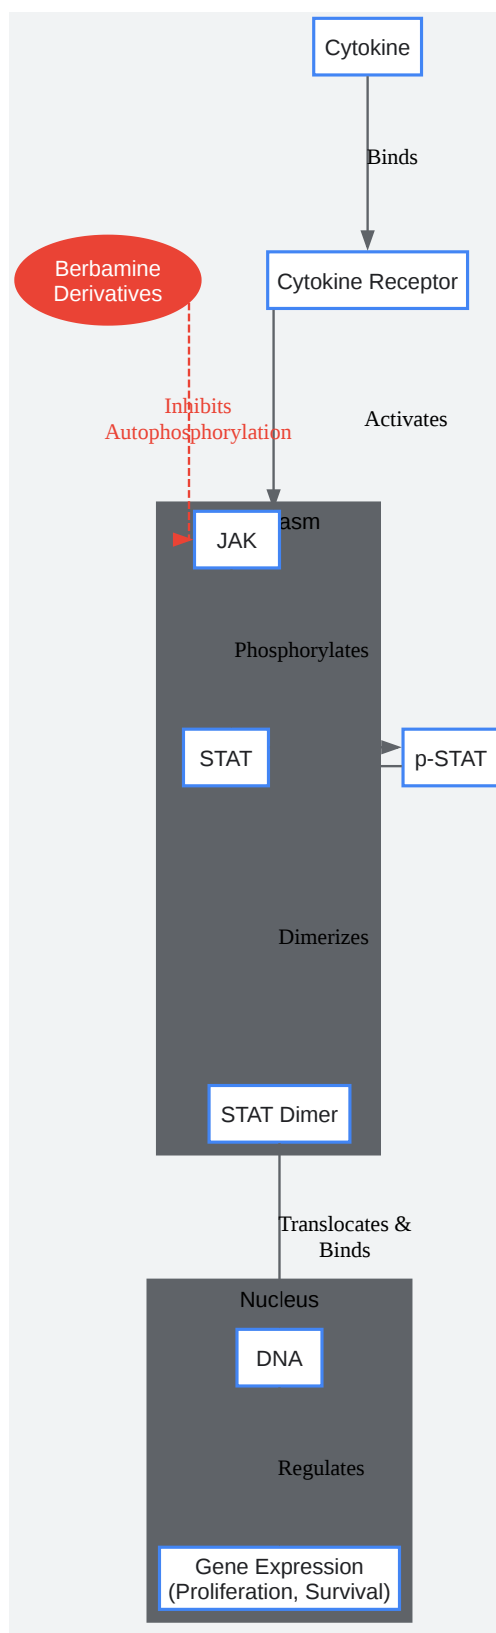 Cytokine
Binds
Berbamine
Derivatives
Cytokine Receptor
Inhibits
Autophosphorylation
Activates
asm
JAK
Phosphorylates
STAT
p-STAT
Dimerizes
STAT Dimer
Translocates &
Binds
Nucleus
DNA
Regulates
Gene Expression
(Proliferation, Survival)